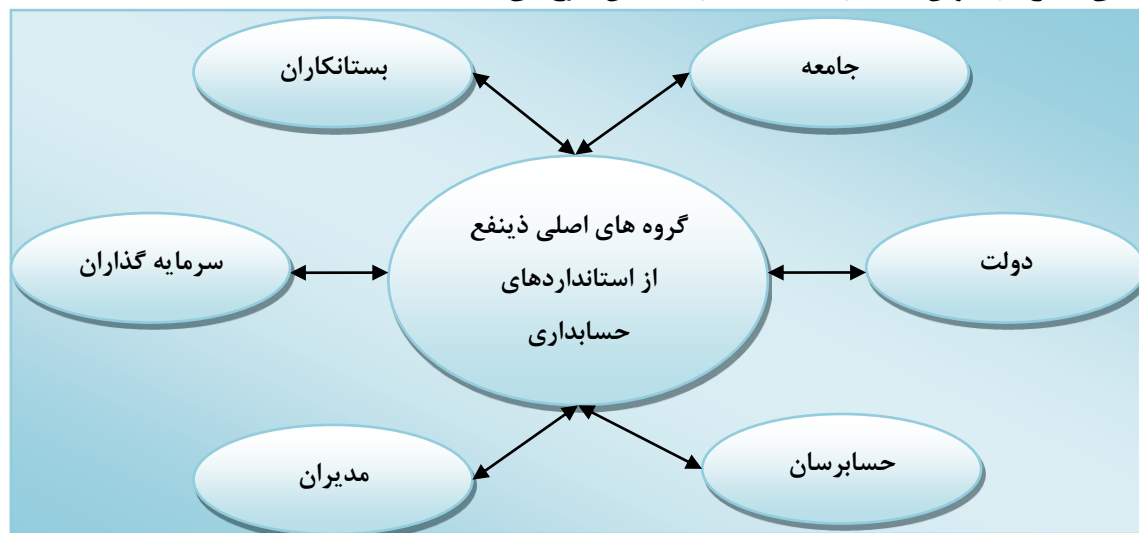 جامعه
بستانکاران
گروه های اصلی ذینفع
از استانداردهای
حسابداری
دولت
سرمایه گذاران
حسابرسان
مدیران